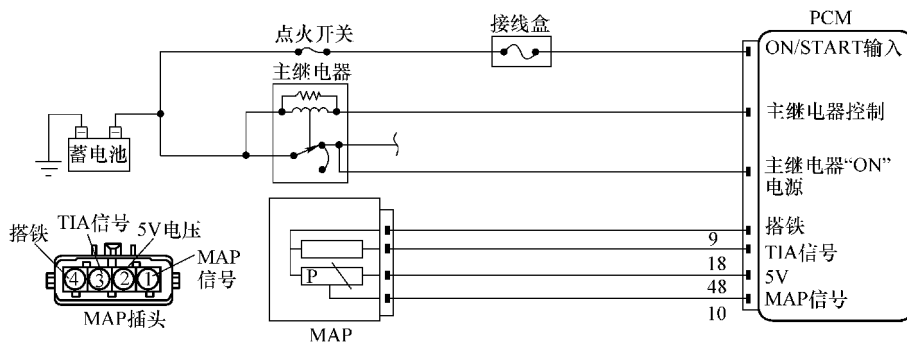 PCM
点火开关
接线盒
ON/START输入
主继电器
主继电器控制
蓄电池
主继电器“ON”
电源
搭铁
TIA信号
5V电压
MAP
信号
4 3 2 1
MAP插头
P
MAP
搭铁
9
TIA信号
18
5V
48
MAP信号
10